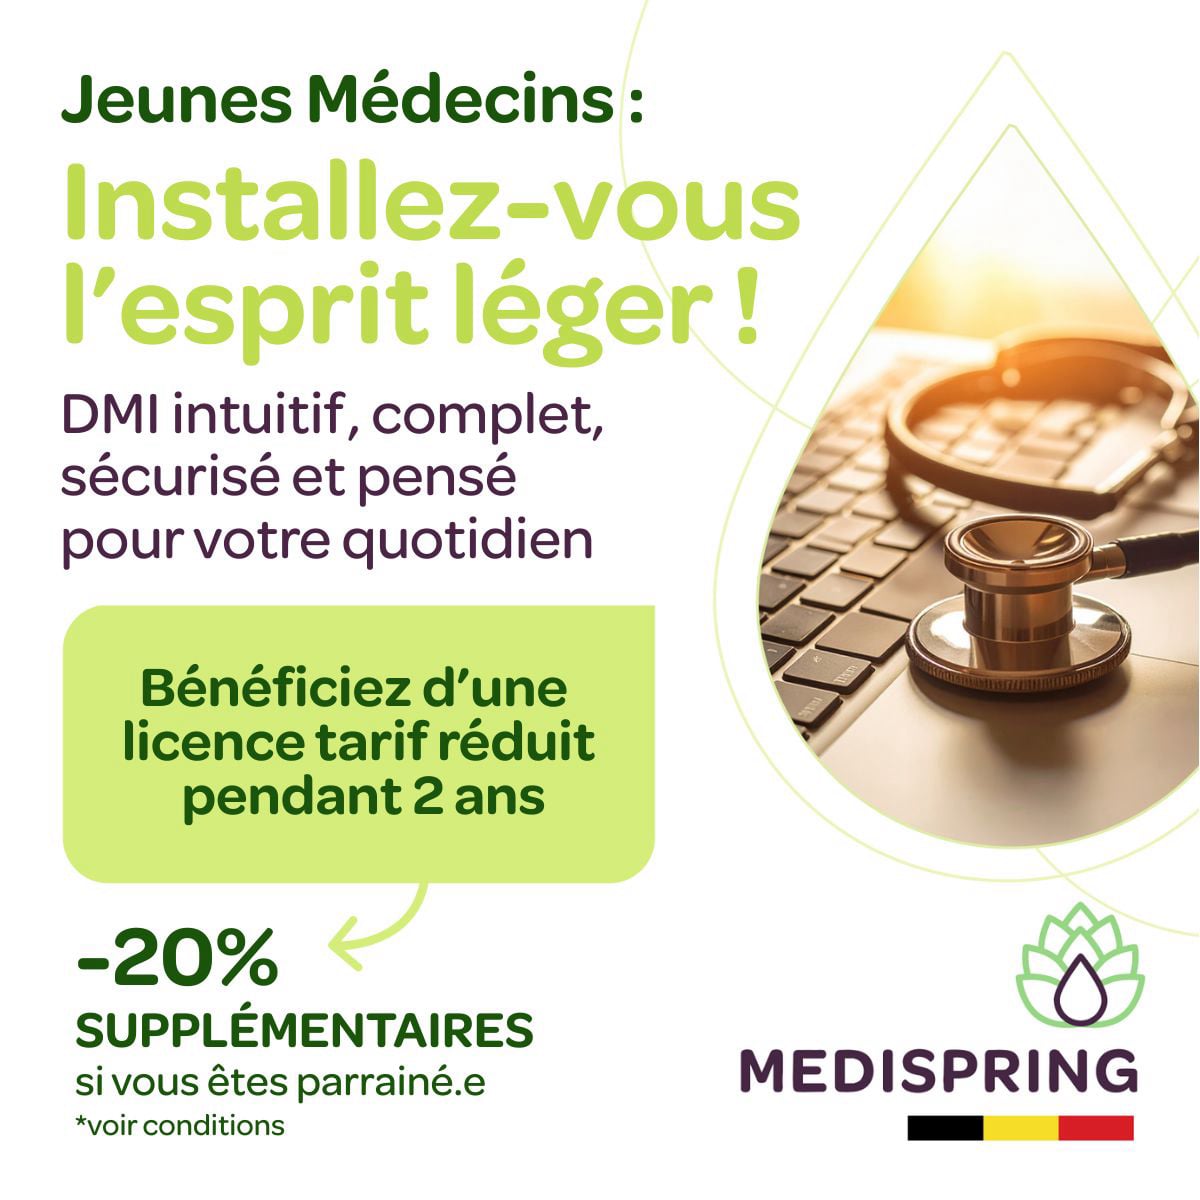 Jeunes Médecins :
Installez-vous
l’esprit léger !
DMI intuitif, complet,
sécurisé et pensé
pour votre quotidien
Bénéficiez d’une
licence tarif réduit
pendant 2 ans
-20%
SUPPLÉMENTAIRES
si vous êtes parrainé.e
*voir conditions
MEDISPRING